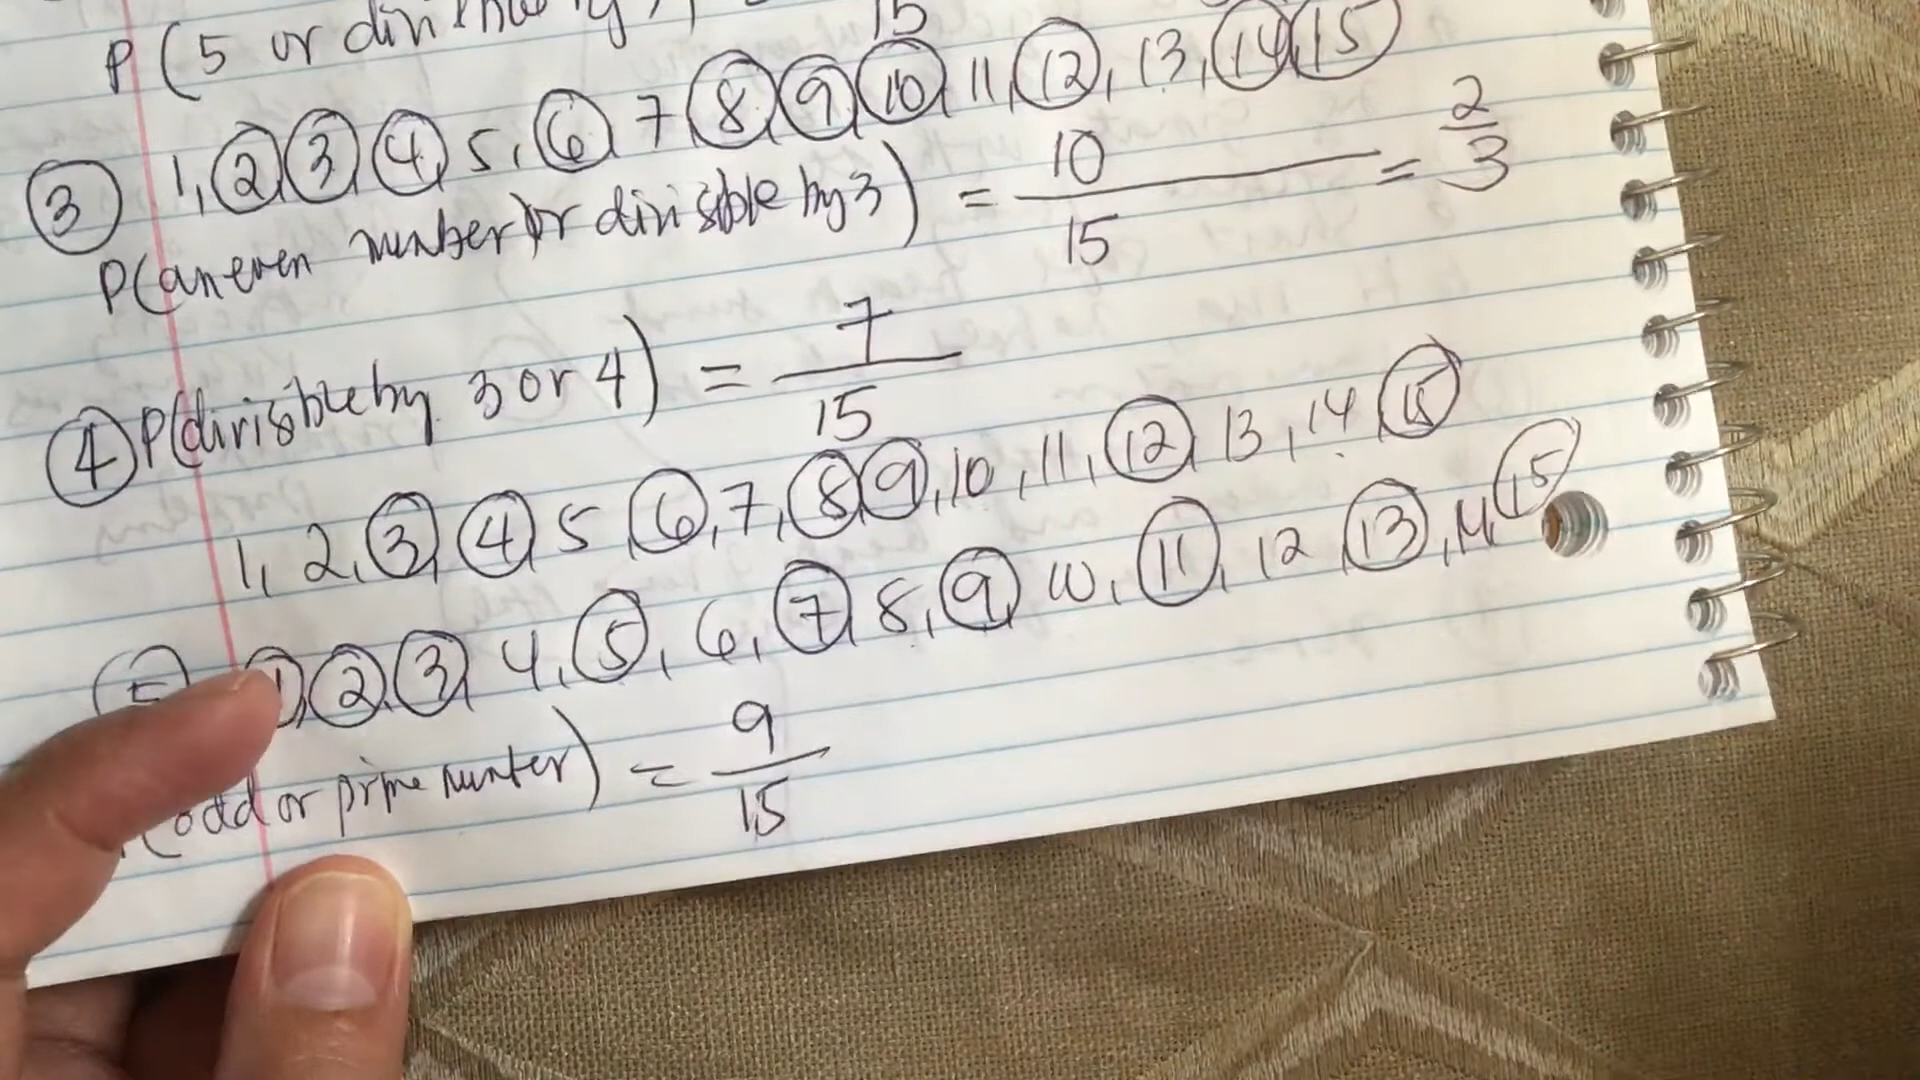 P (5 or divisible by
15
③ 1, ② ③ ④ 5, ⑥ 7 ⑧ ⑨ ⑩ 11, ⑫, 13, ⑭, ⑮
P(an even number or divisible by 3) = 10/15 = 2/3
④ P(divisible by 3 or 4) = 7/15
1, 2, ③, ④ 5 ⑥, 7, ⑧, ⑨, 10, 11, ⑫, 13, 14, ⑮
⑤ ①, ②, ③, 4, ⑤, 6, ⑦, 8, ⑨, 10, ⑪, 12, ⑬, 14, ⑮
(odd or prime number) = 9/15